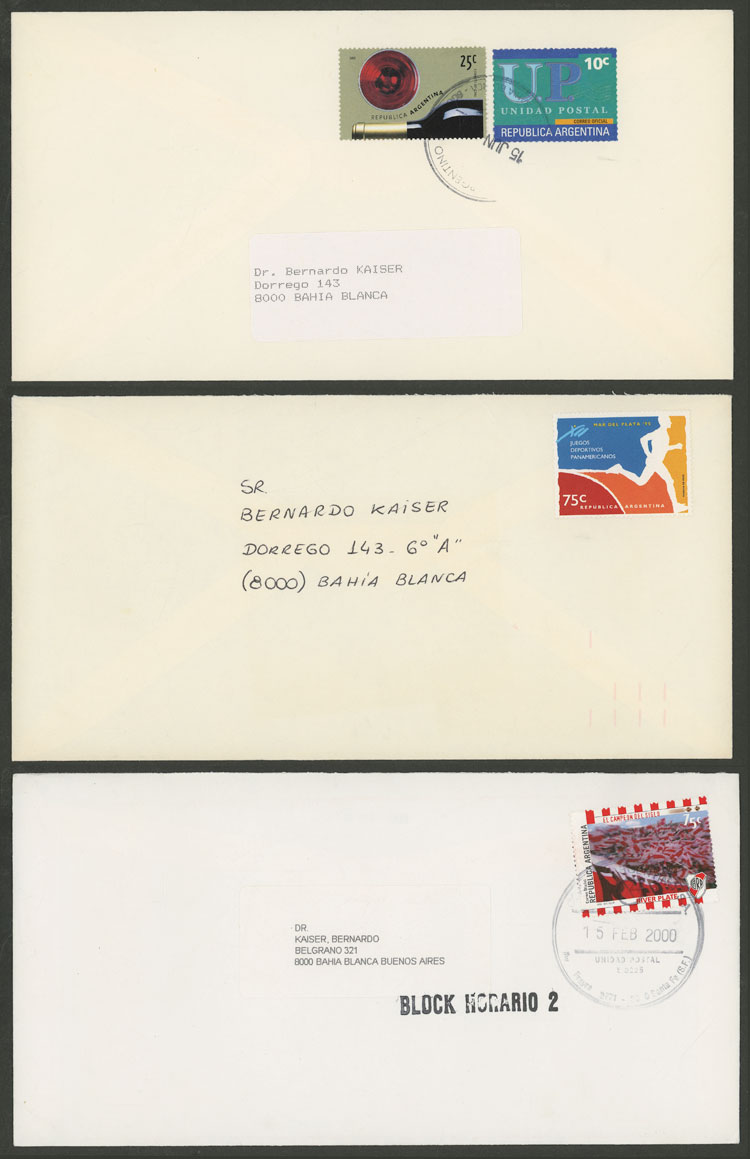 25c
REPUBLICA ARGENTINA
10c
UP
UNIDAD POSTAL
CORREO OFICIAL
REPUBLICA ARGENTINA
15 JUN
Dr. Bernardo KAISER
Dorrego 143
8000 BAHIA BLANCA
MAR DEL PLATA '95
JUEGOS
DEPORTIVOS
PANAMERICANOS
75c
REPUBLICA ARGENTINA
SR.
BERNARDO KAISER
DORREGO 143 - 6º "A"
(8000) BAHÍA BLANCA
EL CAMPEON DEL SIGLO
75c
REPUBLICA ARGENTINA
RIVER PLATE
15 FEB 2000
UNIDAD POSTAL
DR.
KAISER, BERNARDO
BELGRANO 321
8000 BAHIA BLANCA BUENOS AIRES
BLOCK HORARIO 2